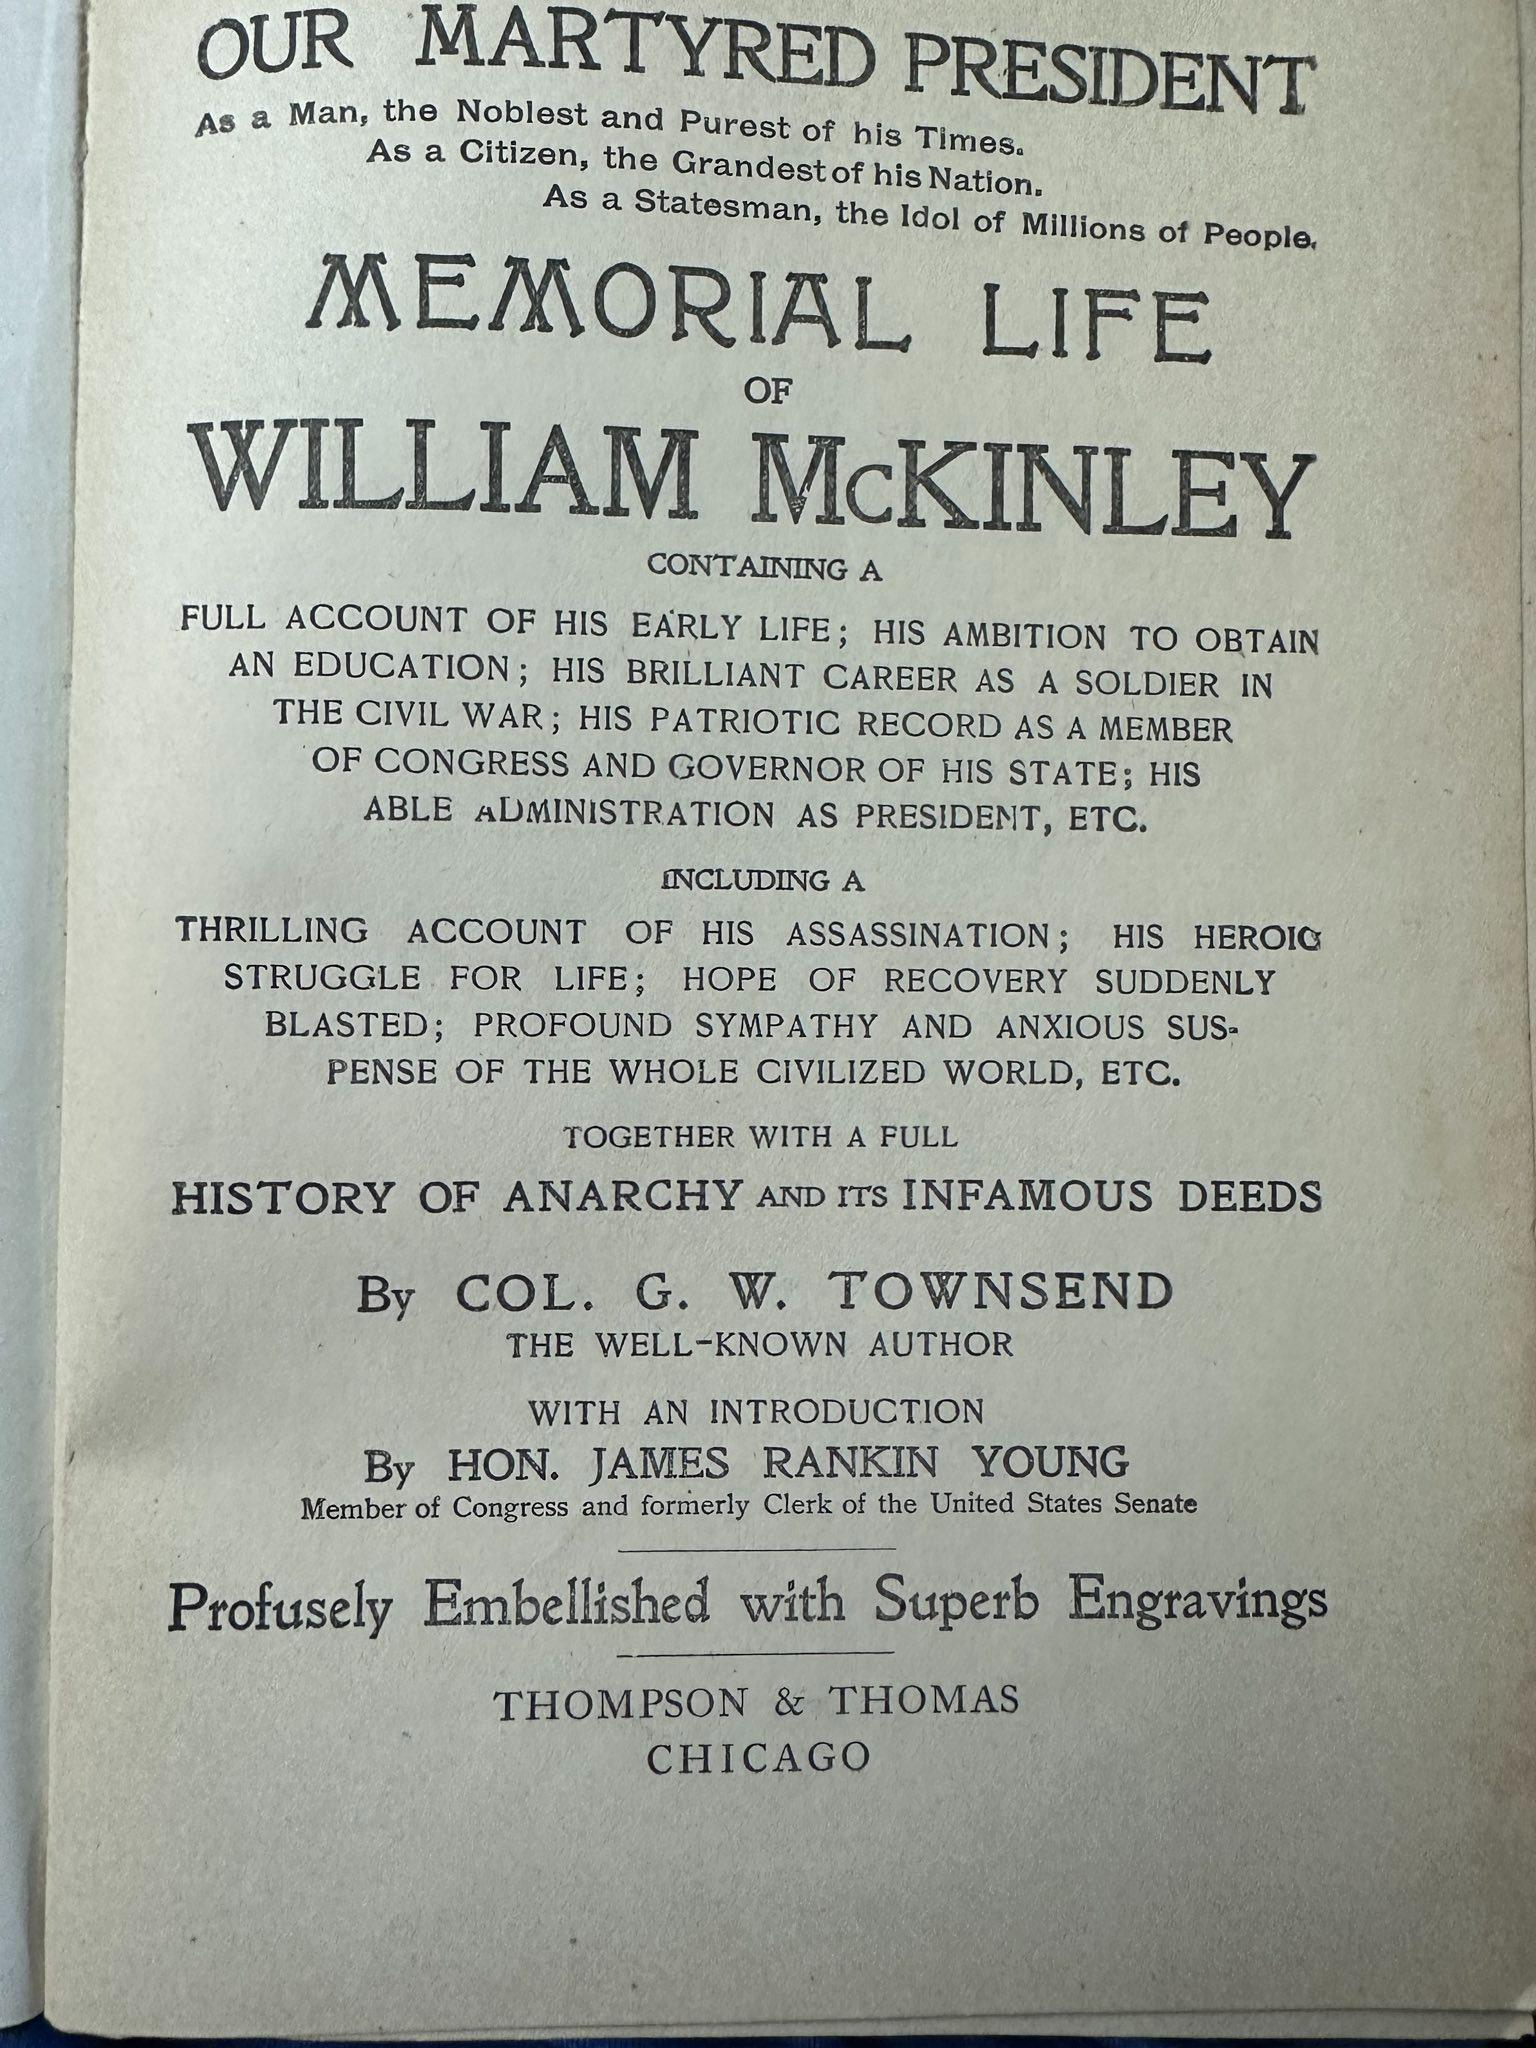 OUR MARTYRED PRESIDENT
As a Man, the Noblest and Purest of his Times.
As a Citizen, the Grandest of his Nation.
As a Statesman, the Idol of Millions of People.
MEMORIAL LIFE
OF
WILLIAM McKINLEY
CONTAINING A
FULL ACCOUNT OF HIS EARLY LIFE; HIS AMBITION TO OBTAIN
AN EDUCATION; HIS BRILLIANT CAREER AS A SOLDIER IN
THE CIVIL WAR; HIS PATRIOTIC RECORD AS A MEMBER
OF CONGRESS AND GOVERNOR OF HIS STATE; HIS
ABLE ADMINISTRATION AS PRESIDENT, ETC.
INCLUDING A
THRILLING ACCOUNT OF HIS ASSASSINATION; HIS HEROIC
STRUGGLE FOR LIFE; HOPE OF RECOVERY SUDDENLY
BLASTED; PROFOUND SYMPATHY AND ANXIOUS SUS-
PENSE OF THE WHOLE CIVILIZED WORLD, ETC.
TOGETHER WITH A FULL
HISTORY OF ANARCHY AND ITS INFAMOUS DEEDS
By COL. G. W. TOWNSEND
THE WELL-KNOWN AUTHOR
WITH AN INTRODUCTION
By HON. JAMES RANKIN YOUNG
Member of Congress and formerly Clerk of the United States Senate
Profusely Embellished with Superb Engravings
THOMPSON & THOMAS
CHICAGO